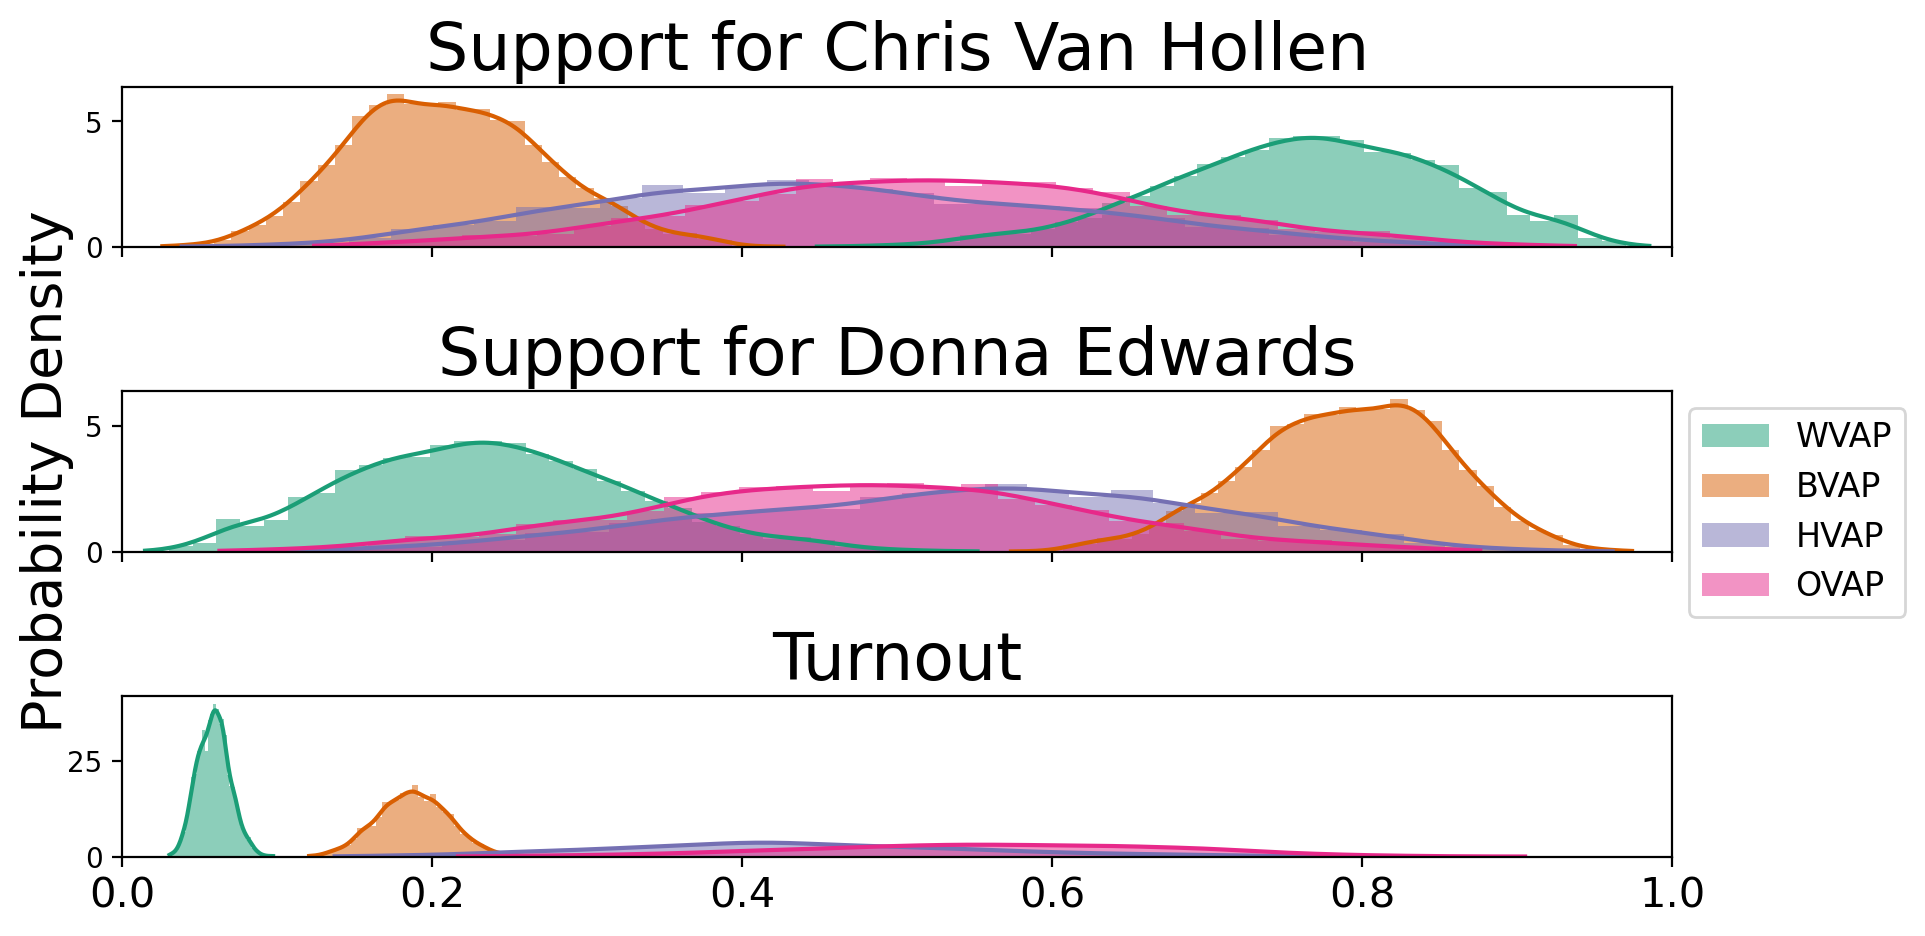 Support for Chris Van Hollen
5
0
Probability Density
Support for Donna Edwards
5
0
WVAP
BVAP
HVAP
OVAP
Turnout
25
0
0.0 0.2 0.4 0.6 0.8 1.0